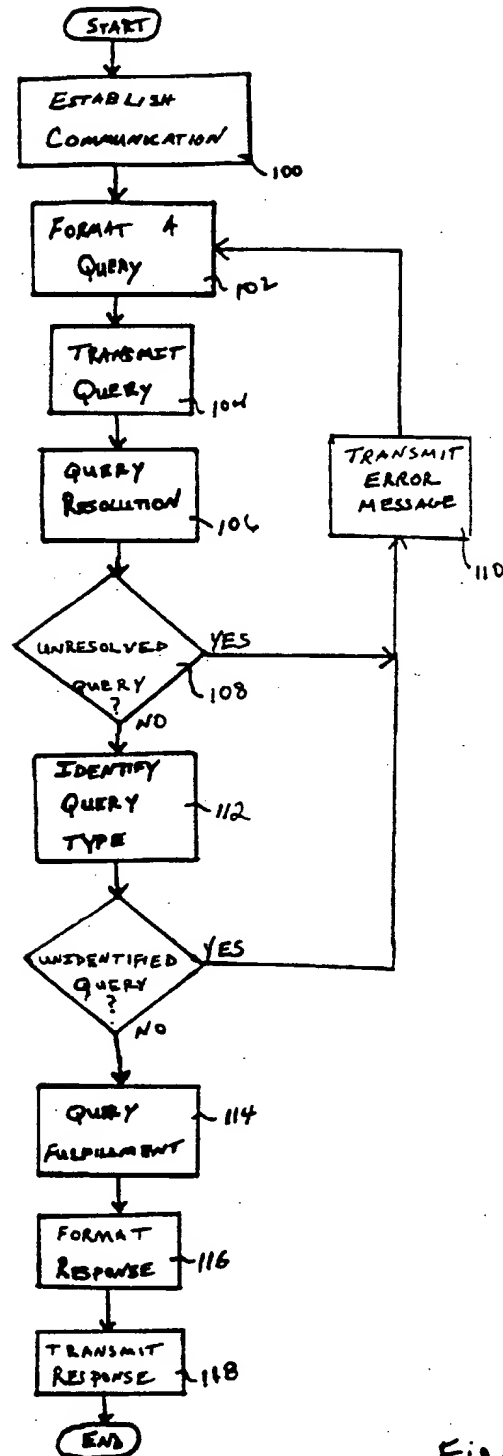 START
ESTABLISH
COMMUNICATION
100
FORMAT A
QUERY
102
TRANSMIT
QUERY
104
QUERY
RESOLUTION
106
TRANSMIT
ERROR
MESSAGE
110
UNRESOLVED
QUERY
?
108
YES
NO
IDENTIFY
QUERY
TYPE
112
UNIDENTIFIED
QUERY
?
YES
NO
QUERY
FULFILLMENT
114
FORMAT
RESPONSE
116
TRANSMIT
RESPONSE
118
END
Fig